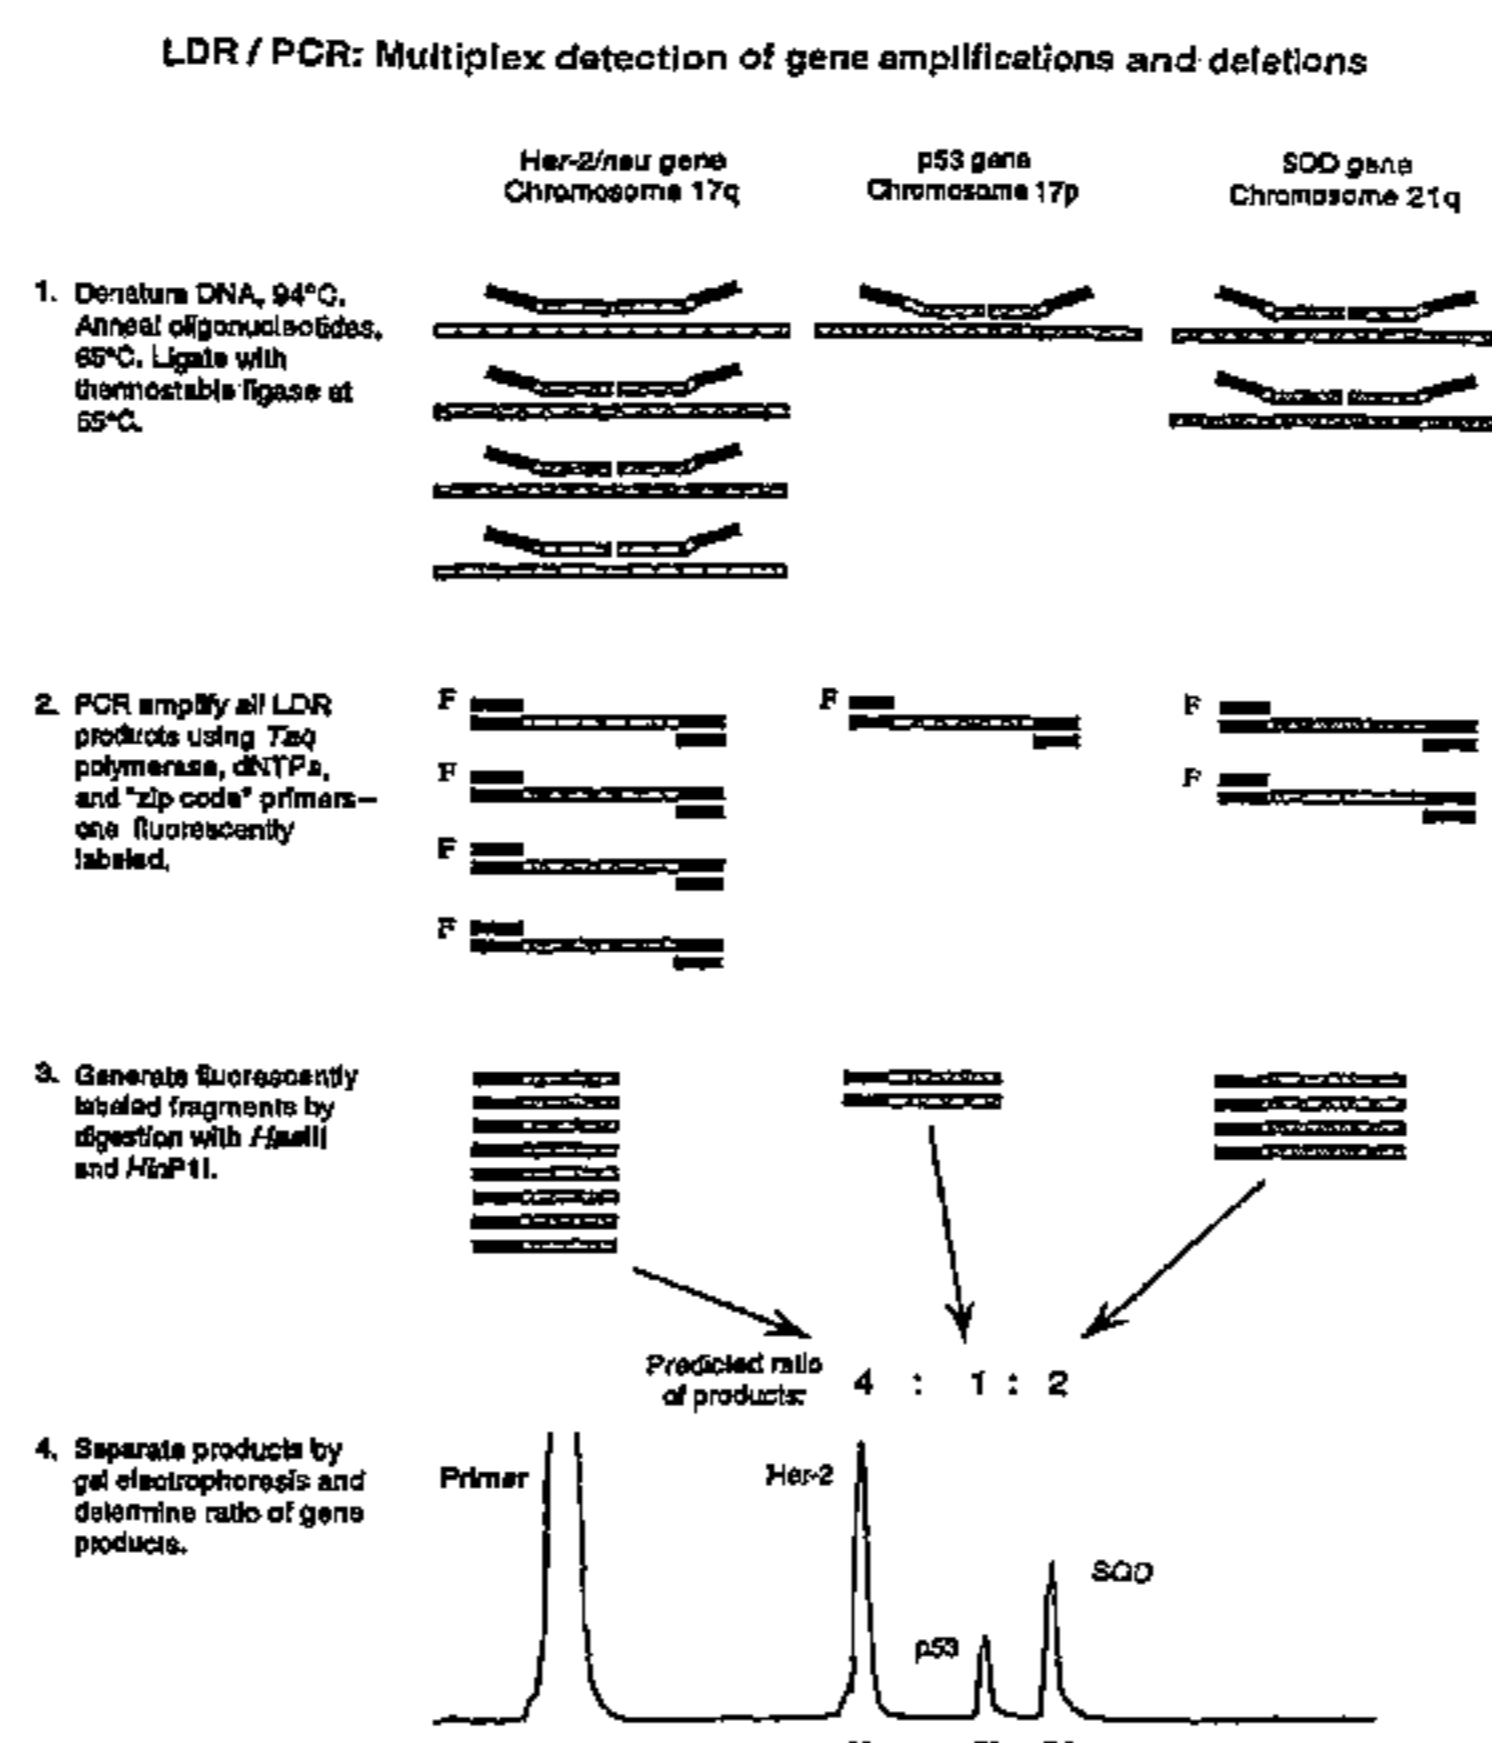 LDR / PCR: Multiplex detection of gene amplifications and deletions
Her-2/neu gene
Chromosome 17q
p53 gene
Chromosome 17p
SOD gene
Chromosome 21q
1. Denature DNA, 94°C.
Anneal oligonucleotides,
65°C. Ligate with
thermostable ligase at
65°C.
2. PCR amplify all LDR
products using Taq
polymerase, dNTPs,
and "zip code" primers—
one fluorescently
labeled.
F
F
F
F
F
F
F
3. Generate fluorescently
labeled fragments by
digestion with HaeIII
and HinP1I.
Predicted ratio
of products:
4 : 1 : 2
4. Separate products by
gel electrophoresis and
determine ratio of gene
products.
Primer
Her-2
p53
SOD